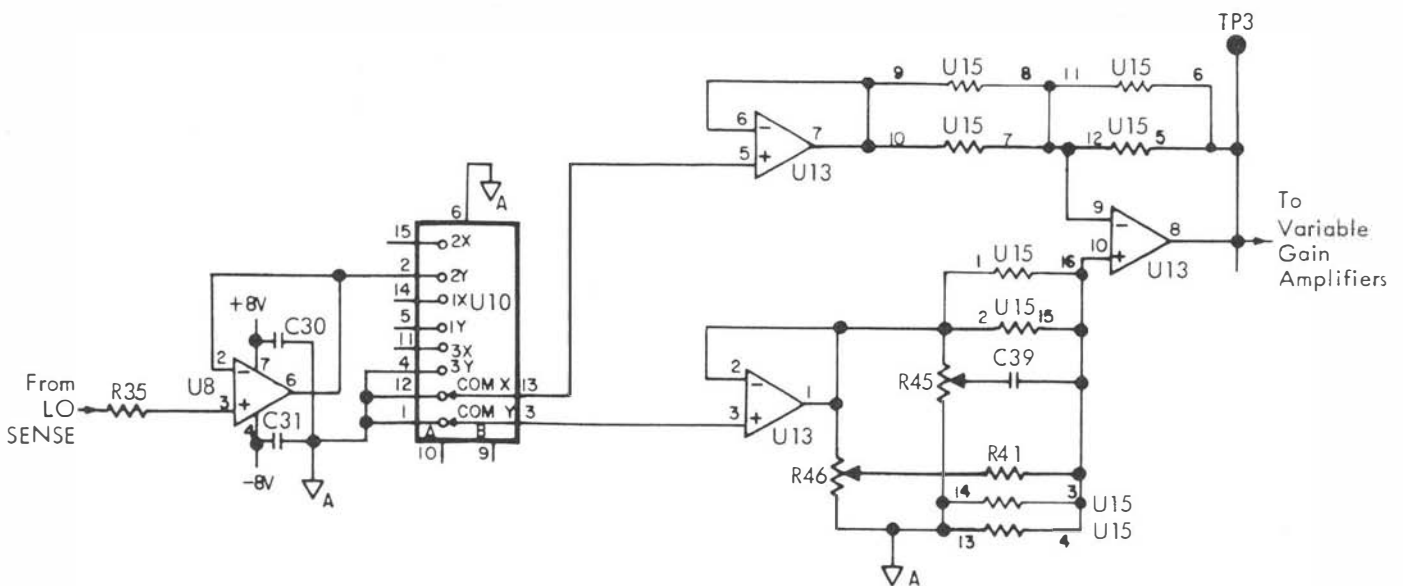 TP3
9 U15 8 11 U15 6
6 − 7 10 U15 7 12 U15 5
5 +
U13
A
6
15 2X
2 2Y
14 1X U10
5 1Y
11 3X
4 3Y
12 COM X 13
1 COM Y 3
A B
10 9
+8V
C30
2 − 7
U8 6
3 +
4 C31
−8V
A
From
LO
SENSE
R35
9 − 8
10 +
U13
To
Variable
Gain
Amplifiers
1 U15 16
2 U15 15
C39
R45
2 − 1
3 +
U13
R46
R41
14 3 U15
13 4 U15
A